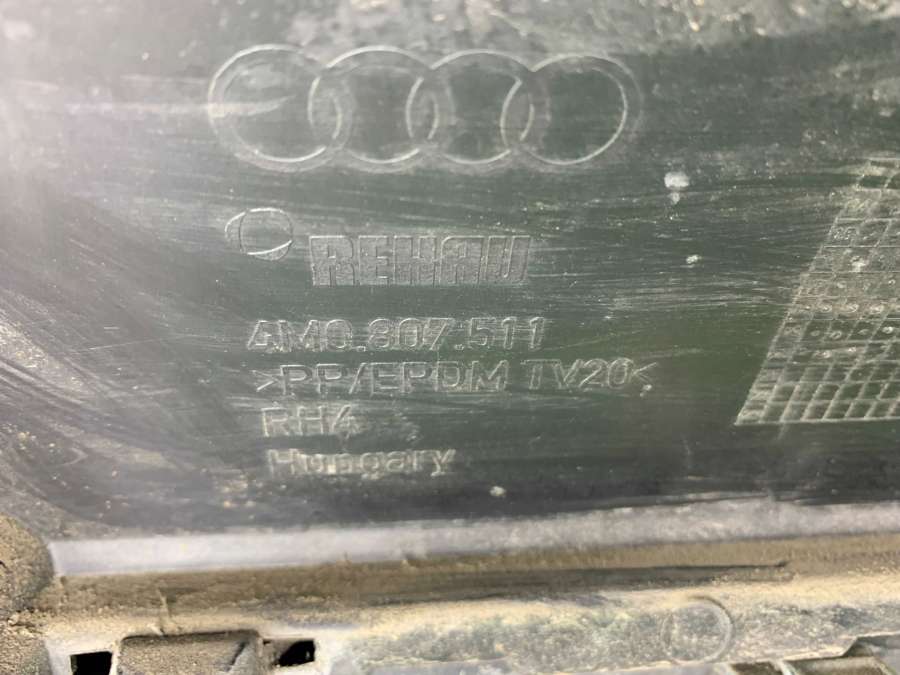 REHAU
4M0.807.511
>PP/EPDM TV20<
RH4
Hungary